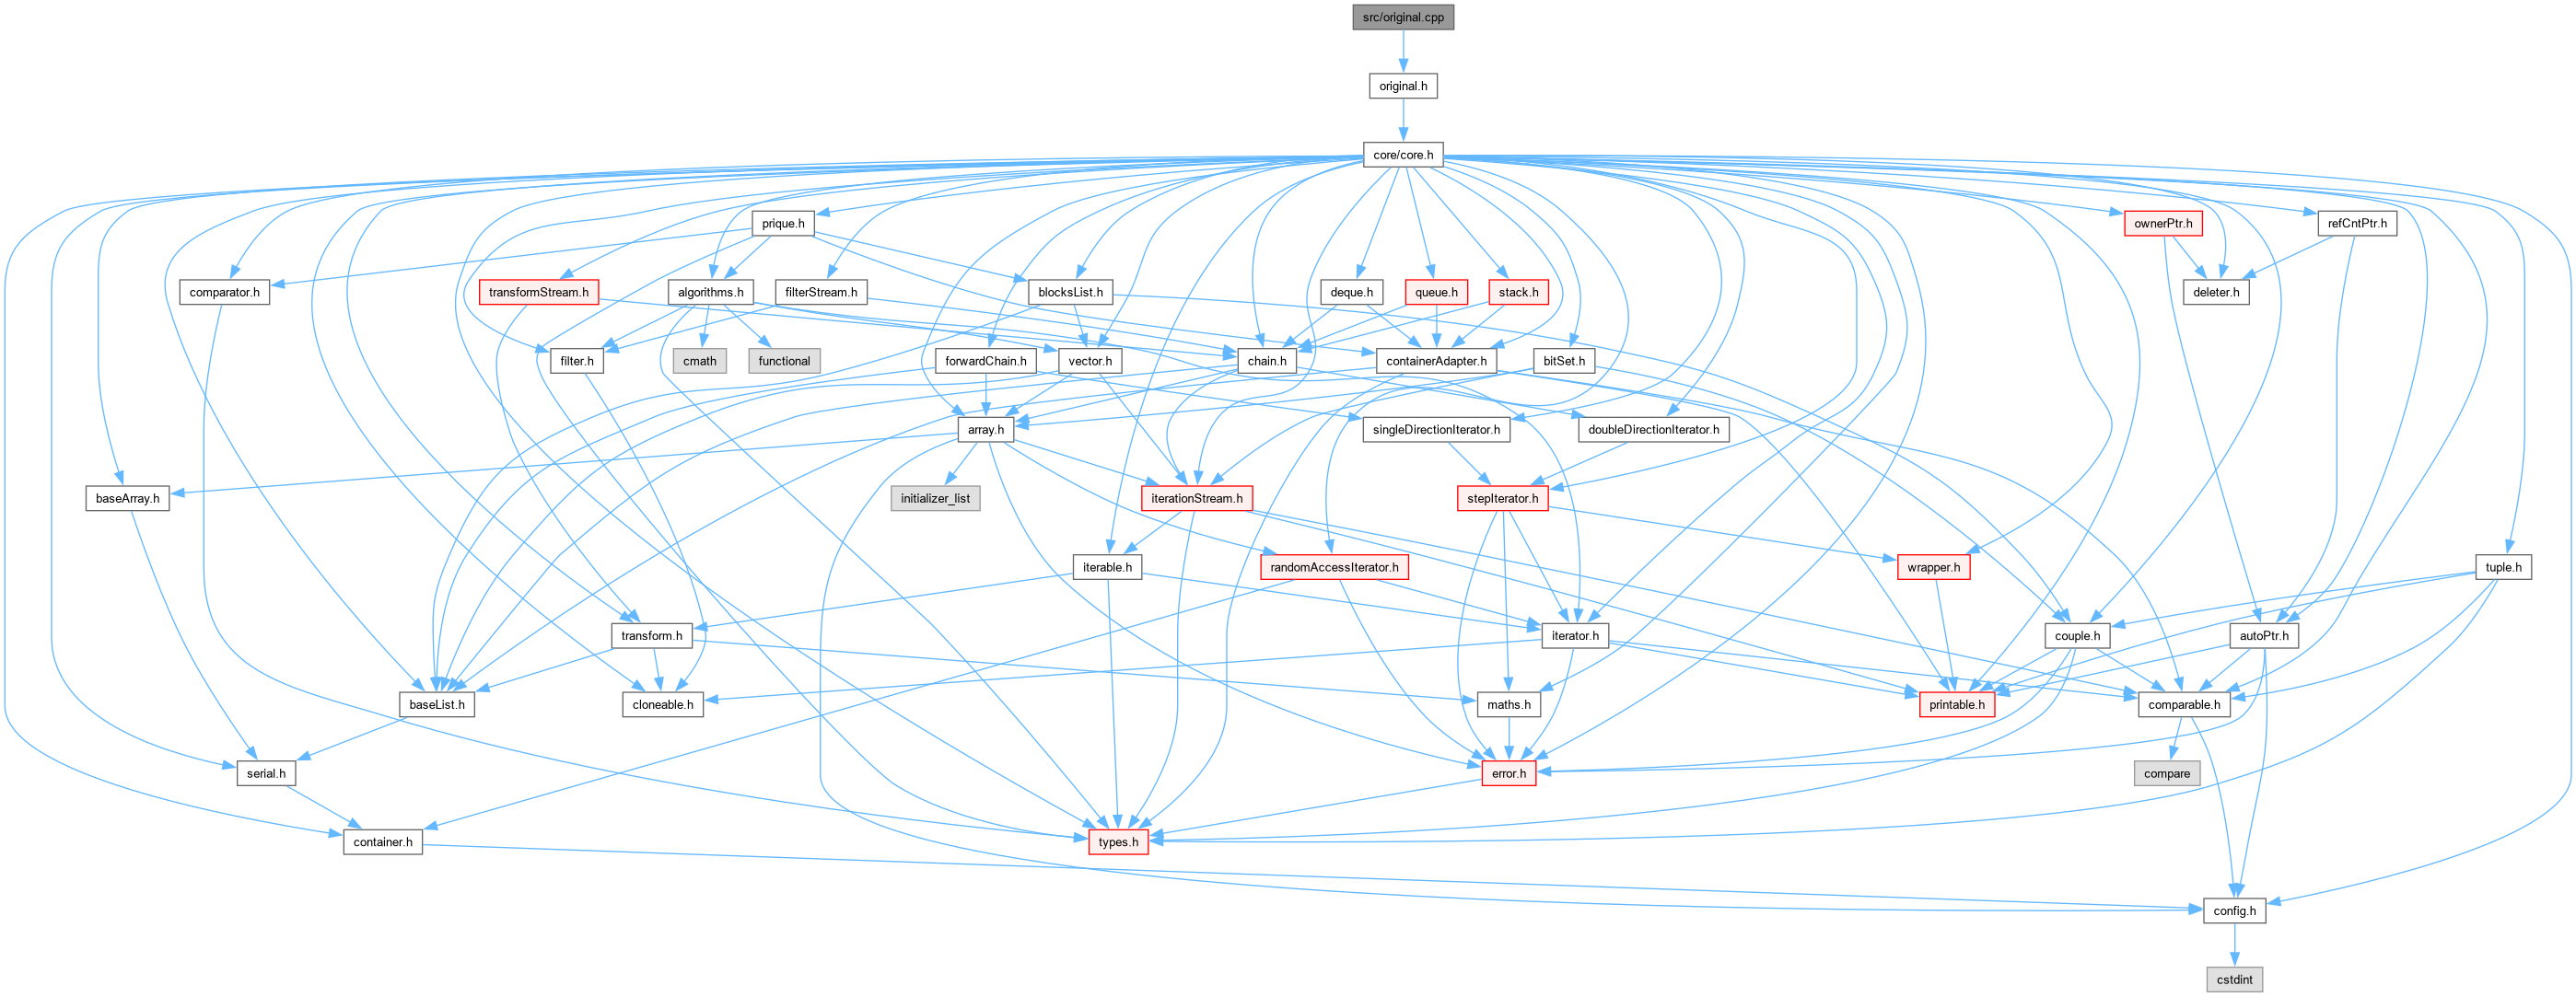 src/original.cpp
original.h
core/core.h
prique.h
ownerPtr.h
refCntPtr.h
comparator.h
transformStream.h
algorithms.h
filterStream.h
blocksList.h
deque.h
queue.h
stack.h
deleter.h
filter.h
cmath
functional
forwardChain.h
vector.h
chain.h
containerAdapter.h
bitSet.h
array.h
singleDirectionIterator.h
doubleDirectionIterator.h
baseArray.h
initializer_list
iterationStream.h
stepIterator.h
iterable.h
randomAccessIterator.h
wrapper.h
tuple.h
transform.h
iterator.h
couple.h
autoPtr.h
baseList.h
cloneable.h
maths.h
printable.h
comparable.h
serial.h
error.h
compare
container.h
types.h
config.h
cstdint